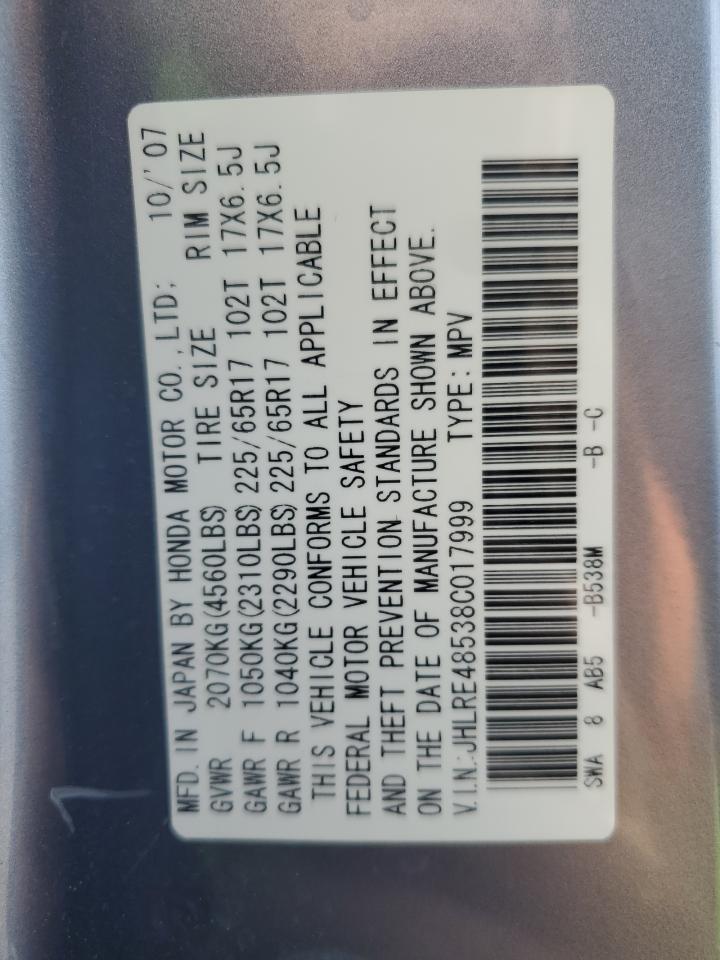 MFD. IN JAPAN BY HONDA MOTOR CO., LTD; 10/'07
GVWR 2070KG(4560LBS) TIRE SIZE RIM SIZE
GAWR F 1050KG(2310LBS) 225/65R17 102T 17X6.5J
GAWR R 1040KG(2290LBS) 225/65R17 102T 17X6.5J
THIS VEHICLE CONFORMS TO ALL APPLICABLE
FEDERAL MOTOR VEHICLE SAFETY
AND THEFT PREVENTION STANDARDS IN EFFECT
ON THE DATE OF MANUFACTURE SHOWN ABOVE.
V.I.N.:JHLRE48538C017999 TYPE:MPV
SWA 8 AB5 -B538M -B -C